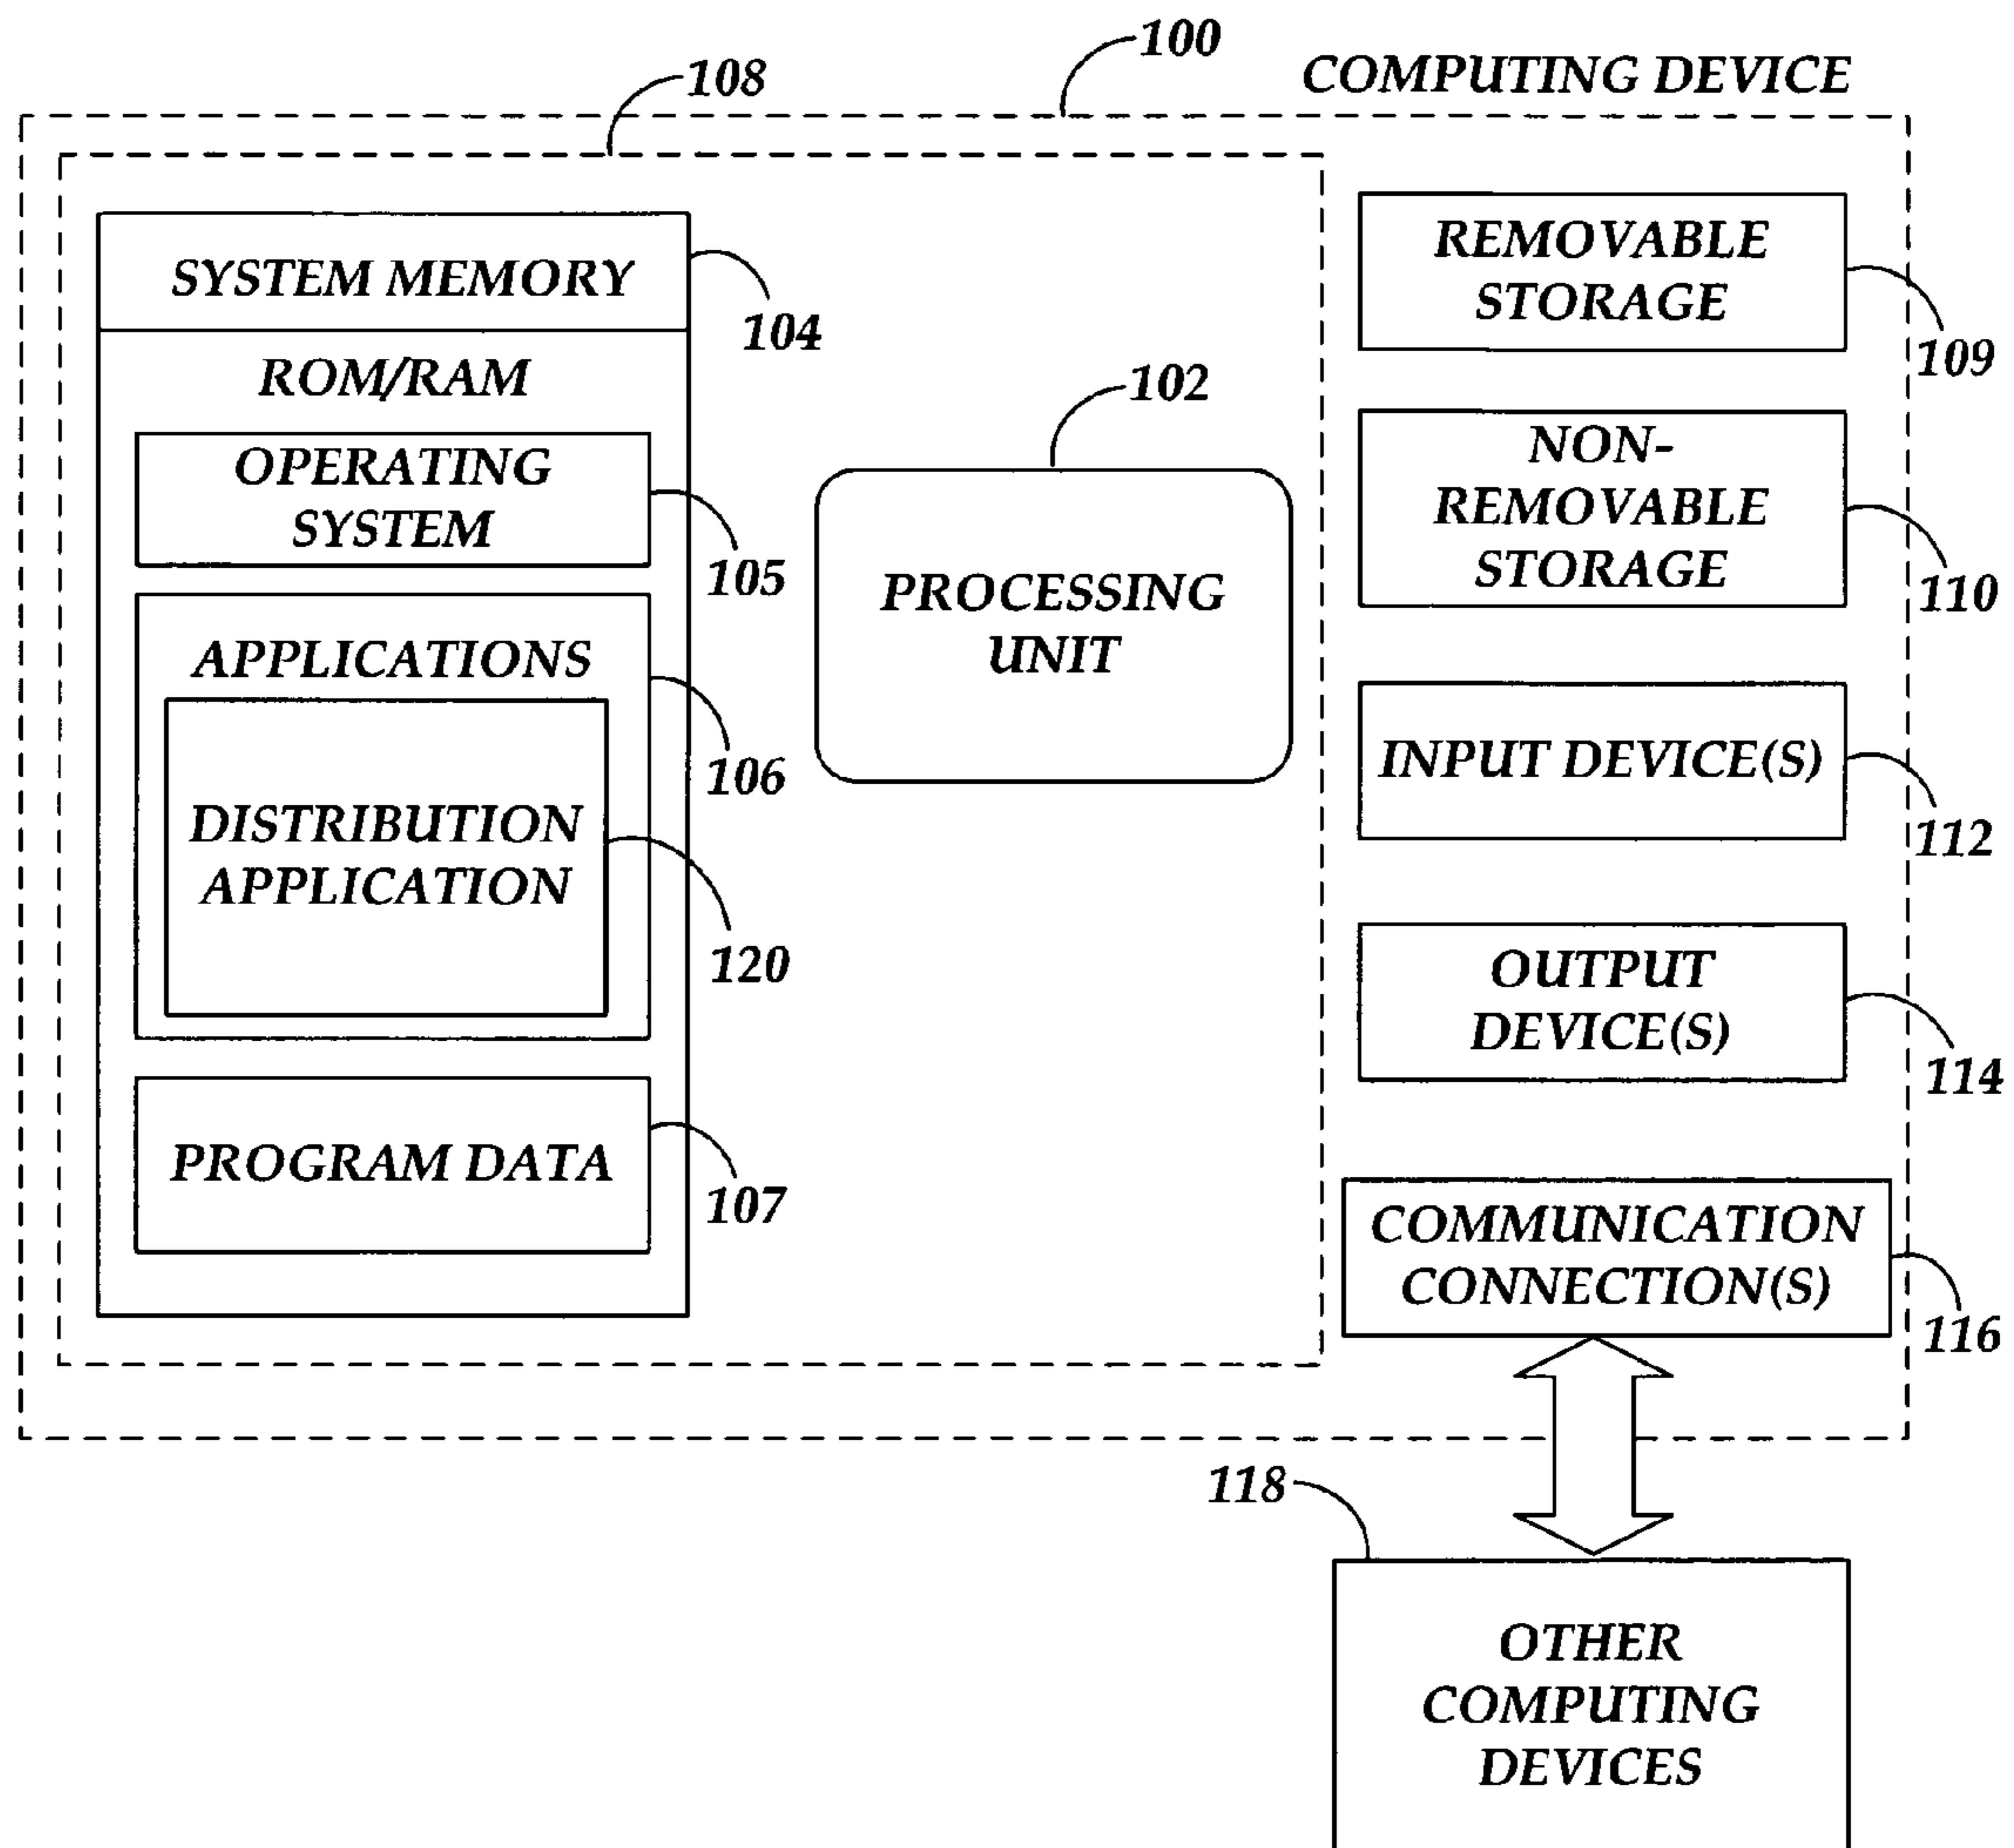 100
COMPUTING DEVICE
108
SYSTEM MEMORY
104
ROM/RAM
OPERATING
SYSTEM
105
APPLICATIONS
106
DISTRIBUTION
APPLICATION
120
PROGRAM DATA
107
102
PROCESSING
UNIT
REMOVABLE
STORAGE
109
NON-
REMOVABLE
STORAGE
110
INPUT DEVICE(S)
112
OUTPUT
DEVICE(S)
114
COMMUNICATION
CONNECTION(S)
116
118
OTHER
COMPUTING
DEVICES